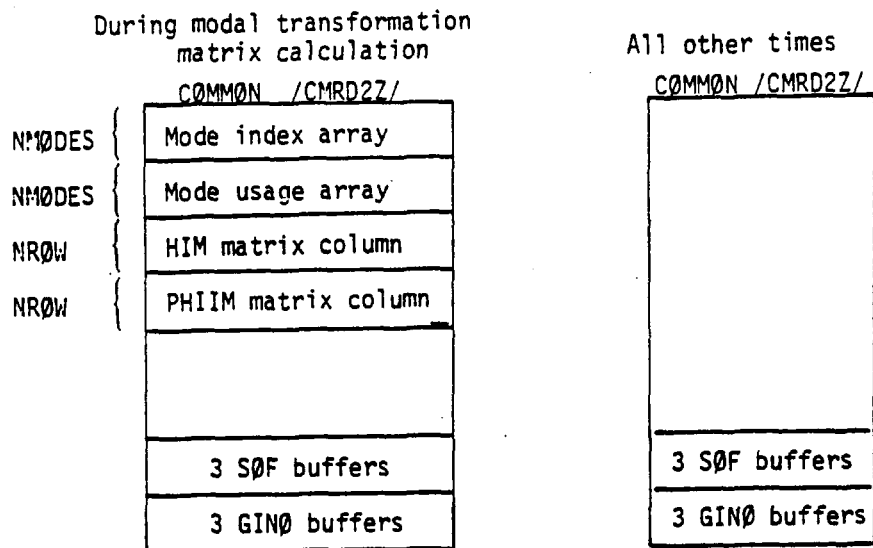 During modal transformation
matrix calculation
CØMMØN /CMRD2Z/
NMØDES { Mode index array
NMØDES { Mode usage array
NRØW { HIM matrix column
NRØW { PHIIM matrix column
3 SØF buffers
3 GINØ buffers
All other times
CØMMØN /CMRD2Z/
3 SØF buffers
3 GINØ buffers